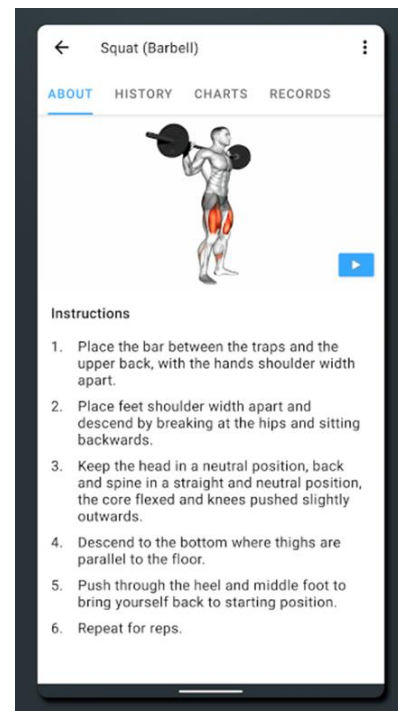 Squat (Barbell)
ABOUT HISTORY CHARTS RECORDS
Instructions
1. Place the bar between the traps and the
upper back, with the hands shoulder width
apart.
2. Place feet shoulder width apart and
descend by breaking at the hips and sitting
backwards.
3. Keep the head in a neutral position, back
and spine in a straight and neutral position,
the core flexed and knees pushed slightly
outwards.
4. Descend to the bottom where thighs are
parallel to the floor.
5. Push through the heel and middle foot to
bring yourself back to starting position.
6. Repeat for reps.